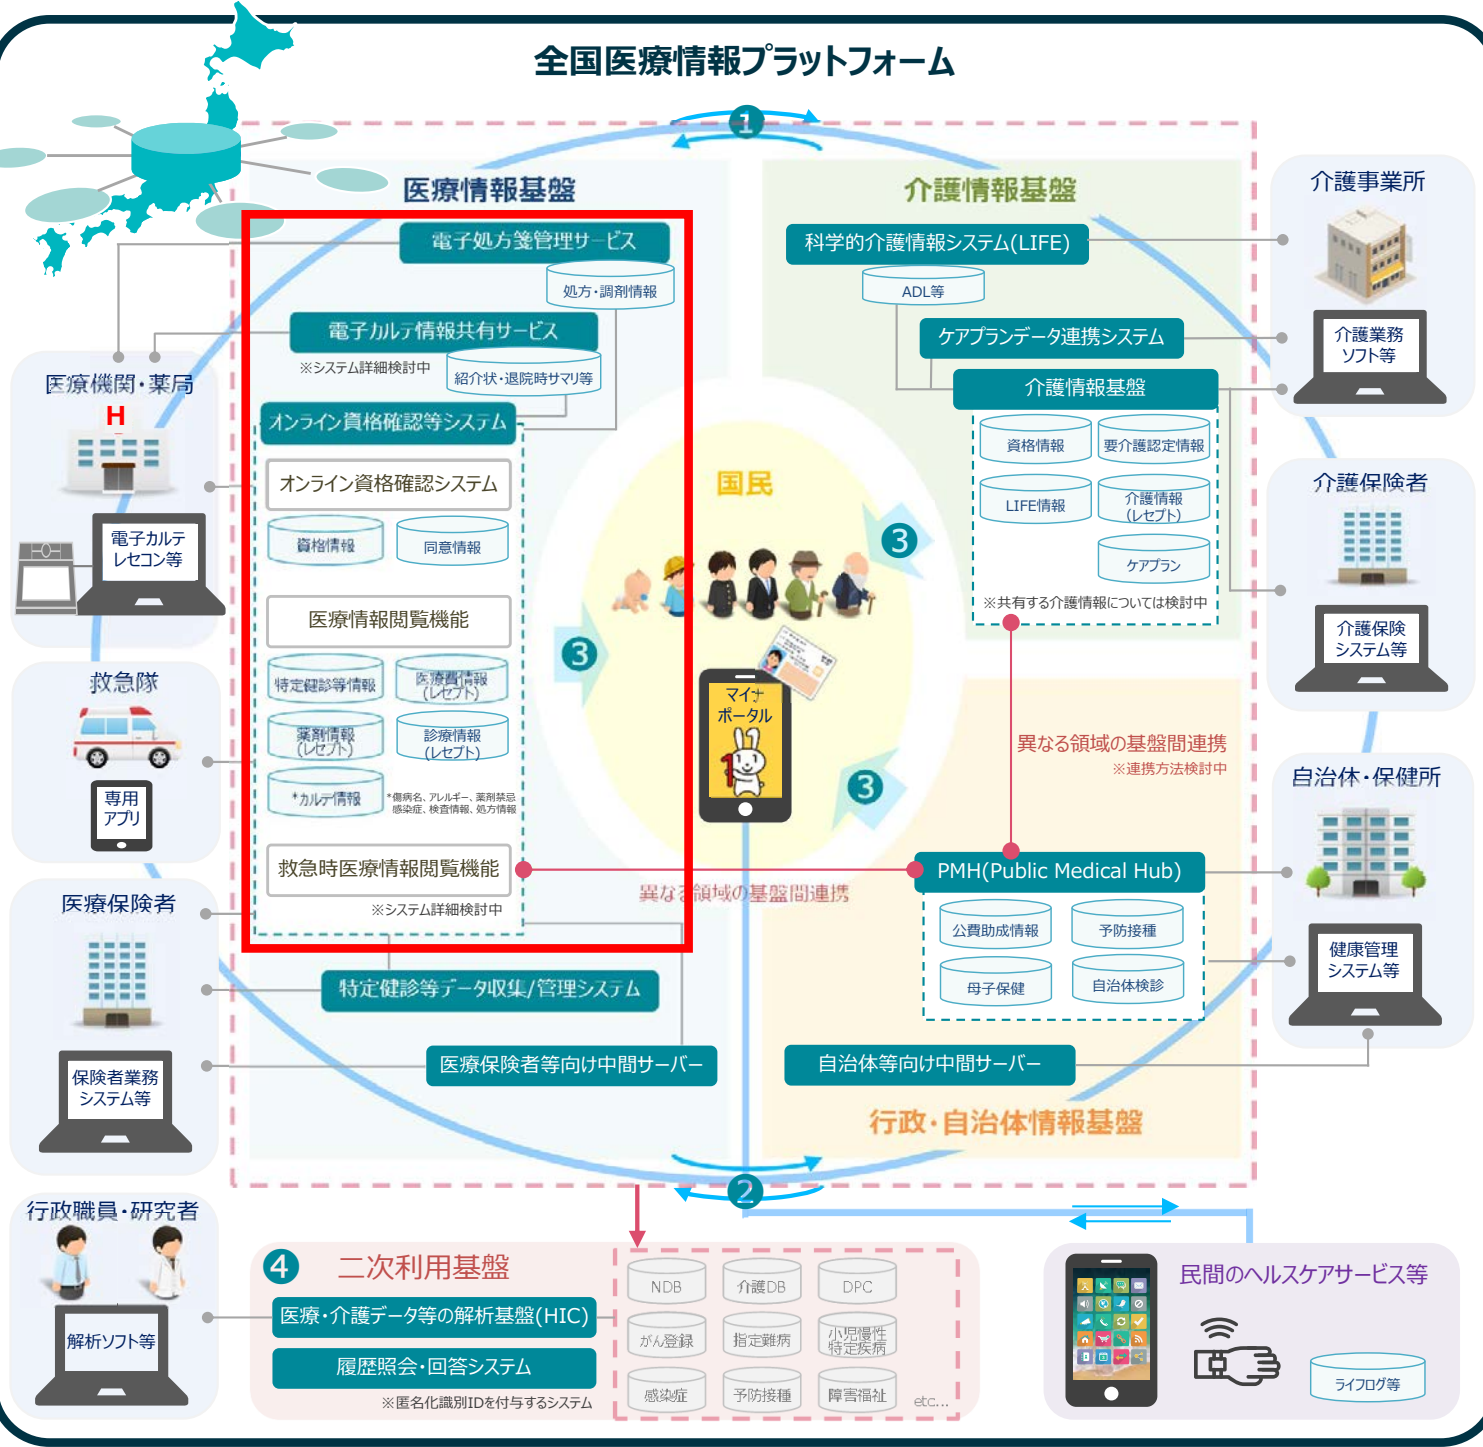 全国医療情報プラットフォーム
1
医療情報基盤
電子処方箋管理サービス
処方・調剤情報
電子カルテ情報共有サービス
※システム詳細検討中
紹介状・退院時サマリ等
オンライン資格確認等システム
オンライン資格確認システム
資格情報
同意情報
医療情報閲覧機能
特定健診等情報
医療費情報
(レセプト)
薬剤情報
(レセプト)
診療情報
(レセプト)
*カルテ情報
*傷病名、アレルギー、薬剤禁忌
感染症、検査情報、処方情報
救急時医療情報閲覧機能
※システム詳細検討中
特定健診等データ収集/管理システム
医療保険者等向け中間サーバー
介護情報基盤
科学的介護情報システム(LIFE)
ADL等
ケアプランデータ連携システム
介護情報基盤
資格情報
要介護認定情報
LIFE情報
介護情報
(レセプト)
ケアプラン
※共有する介護情報については検討中
国民
3
3
3
マイナ
ポータル
1
異なる領域の基盤間連携
※連携方法検討中
異なる領域の基盤間連携
PMH(Public Medical Hub)
公費助成情報
予防接種
母子保健
自治体検診
自治体等向け中間サーバー
行政・自治体情報基盤
2
医療機関・薬局
H
電子カルテ
レセコン等
救急隊
専用
アプリ
医療保険者
保険者業務
システム等
行政職員・研究者
解析ソフト等
介護事業所
介護業務
ソフト等
介護保険者
介護保険
システム等
自治体・保健所
健康管理
システム等
4
二次利用基盤
医療・介護データ等の解析基盤(HIC)
履歴照会・回答システム
※匿名化識別IDを付与するシステム
NDB
介護DB
DPC
がん登録
指定難病
小児慢性
特定疾病
感染症
予防接種
障害福祉
etc...
民間のヘルスケアサービス等
ライフログ等